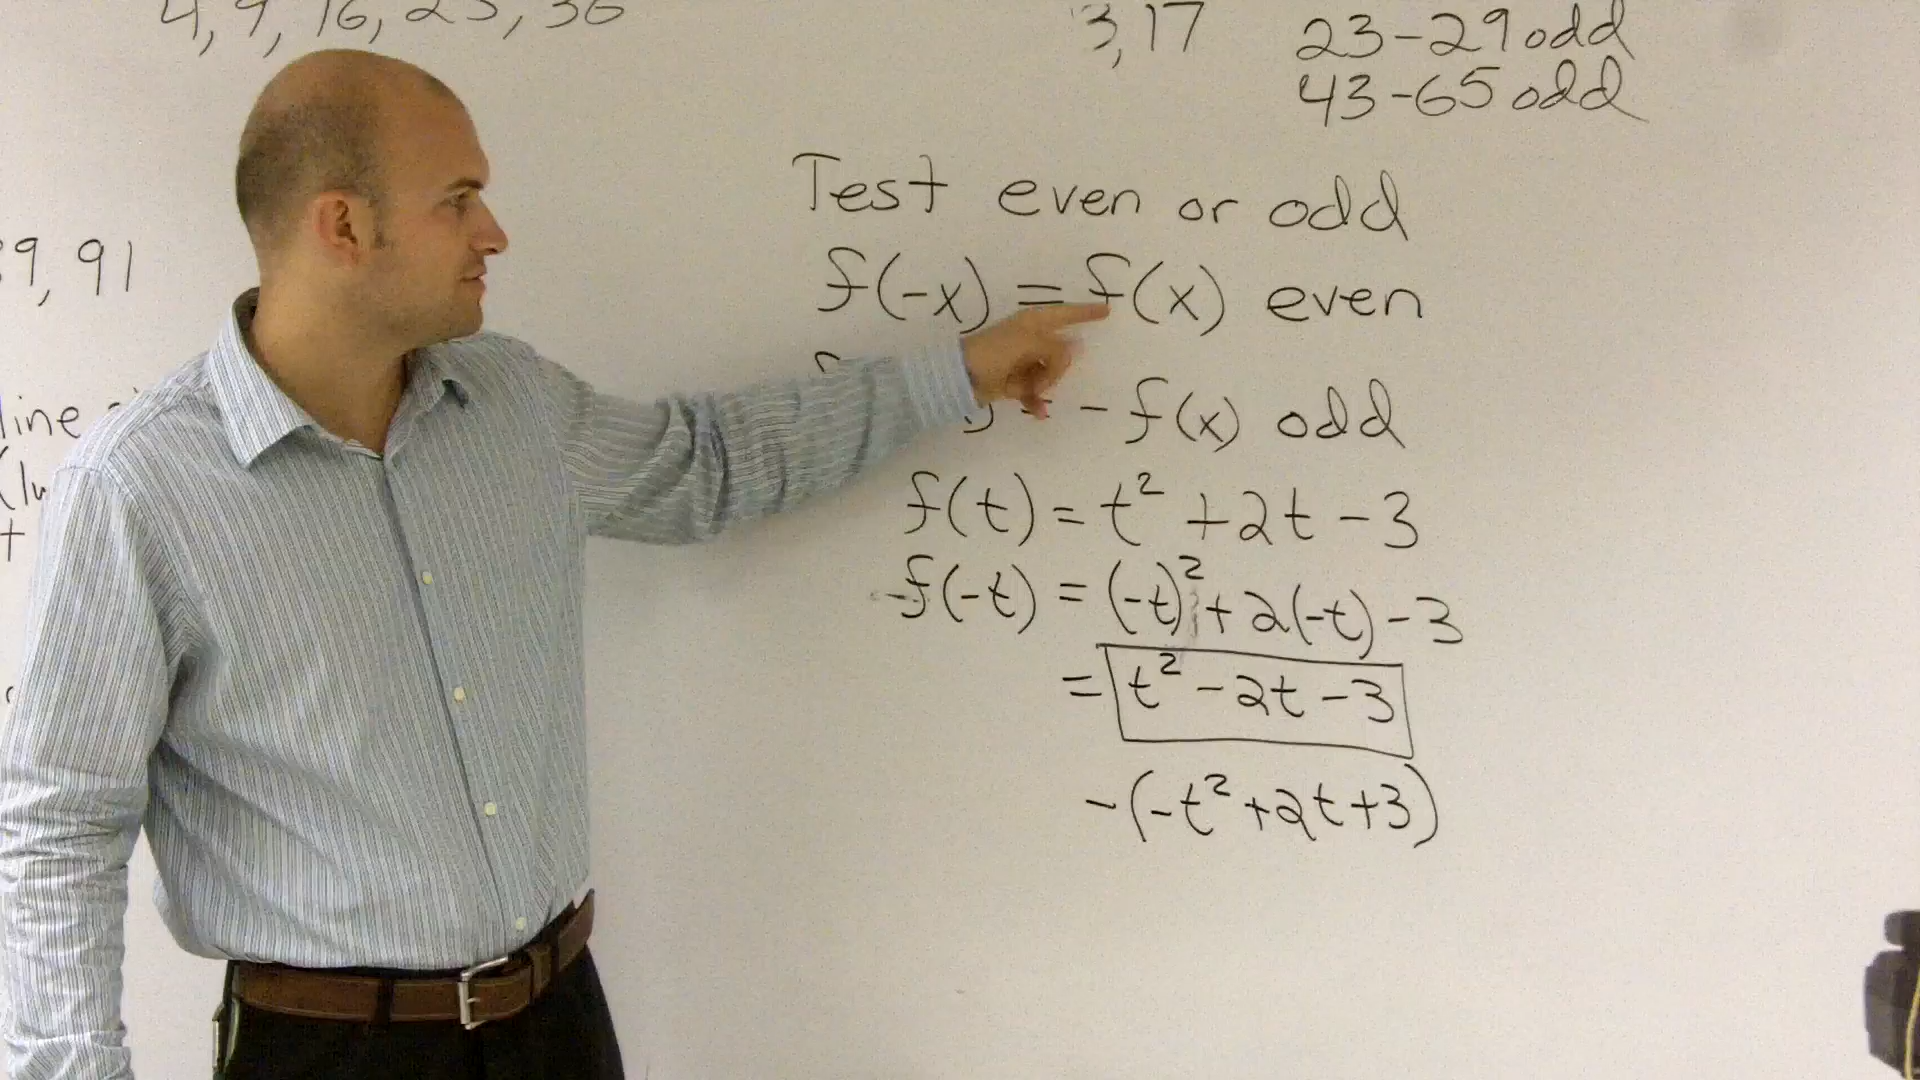 4, 9, 16, 25, 36
3, 17
23-29 odd
43-65 odd
Test even or odd
9, 91
f(-x) = f(x) even
line
- f(x) odd
f(t) = t² + 2t - 3
f(-t) = (-t)² + 2(-t) - 3
= t² - 2t - 3
-(-t² + 2t + 3)